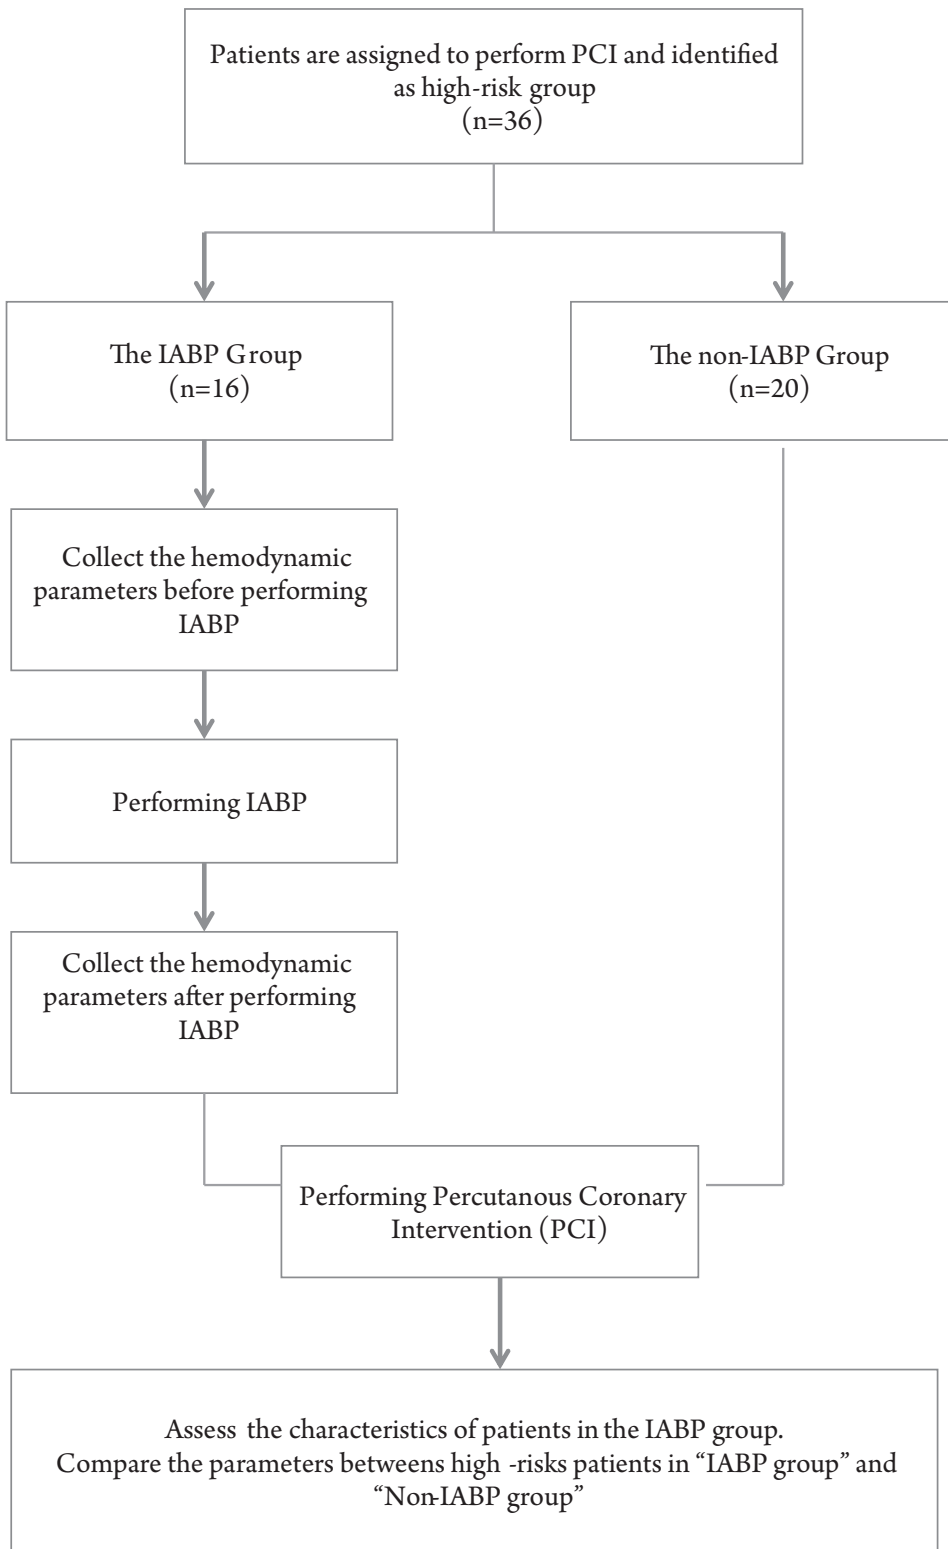 Patients are assigned to perform PCI and identified
as high-risk group
(n=36)
The IABP Group
(n=16)
The non-IABP Group
(n=20)
Collect the hemodynamic
parameters before performing
IABP
Performing IABP
Collect the hemodynamic
parameters after performing
IABP
Performing Percutanous Coronary
Intervention (PCI)
Assess the characteristics of patients in the IABP group.
Compare the parameters betweens high -risks patients in “IABP group” and
“Non-IABP group”